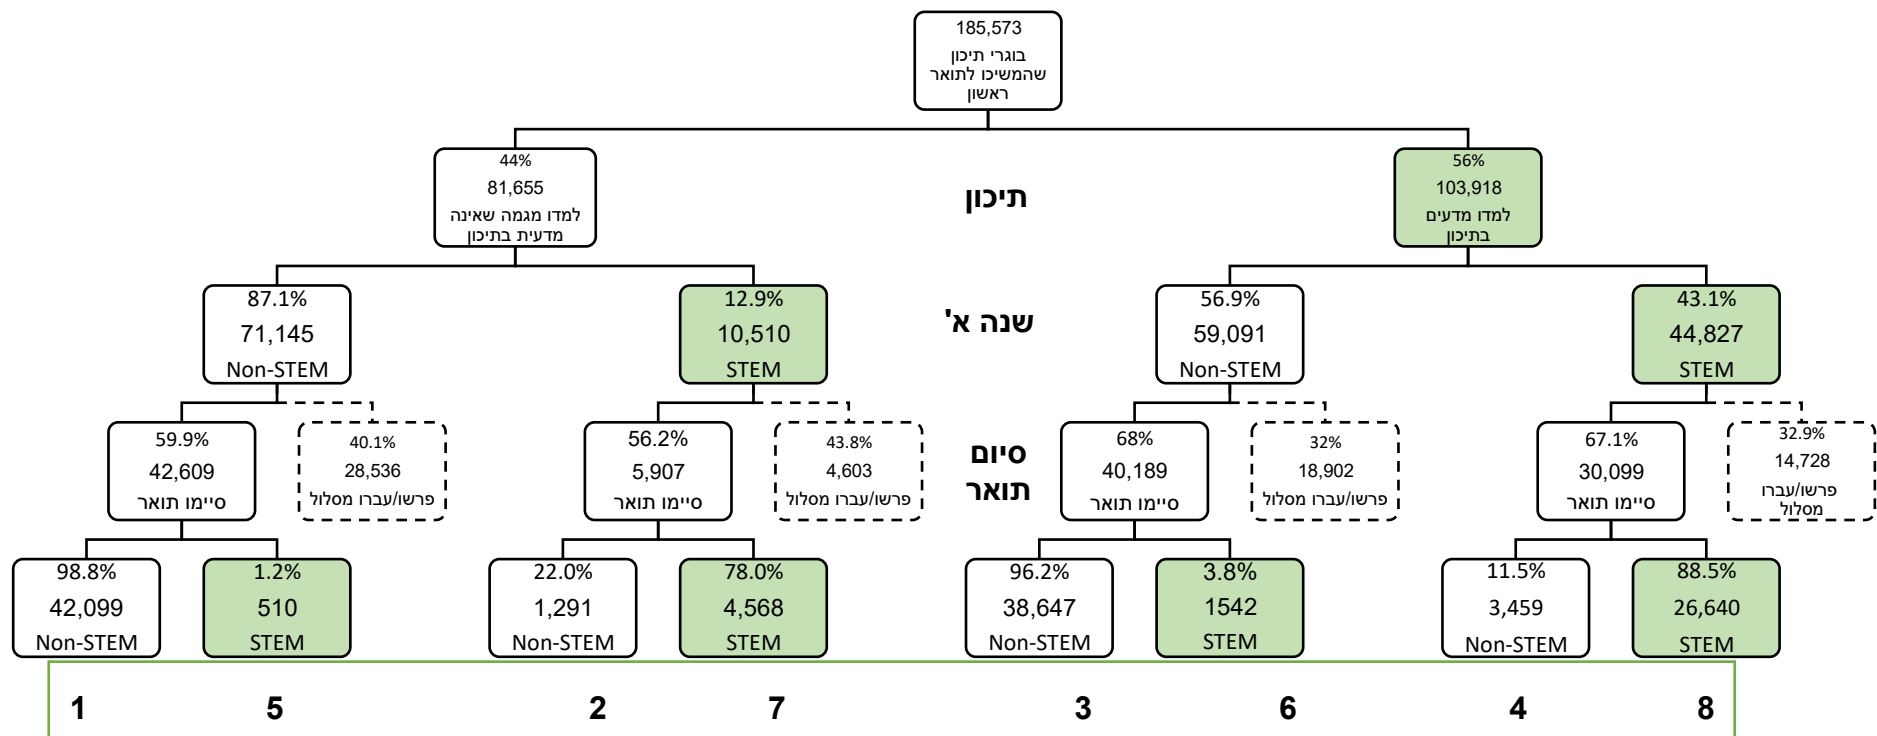 185,573
בוגרי תיכון
שהמשיכו לתואר
ראשון
44%
81,655
למדו מגמה שאינה
מדעית בתיכון
תיכון
56%
103,918
למדו מדעים
בתיכון
87.1%
71,145
Non-STEM
12.9%
10,510
STEM
שנה א'
56.9%
59,091
Non-STEM
43.1%
44,827
STEM
59.9%
42,609
סיימו תואר
40.1%
28,536
פרשו/עברו מסלול
56.2%
5,907
סיימו תואר
43.8%
4,603
פרשו/עברו מסלול
סיום
תואר
68%
40,189
סיימו תואר
32%
18,902
פרשו/עברו מסלול
67.1%
30,099
סיימו תואר
32.9%
14,728
פרשו/עברו
מסלול
98.8%
42,099
Non-STEM
1.2%
510
STEM
22.0%
1,291
Non-STEM
78.0%
4,568
STEM
96.2%
38,647
Non-STEM
3.8%
1542
STEM
11.5%
3,459
Non-STEM
88.5%
26,640
STEM
1 5 2 7 3 6 4 8